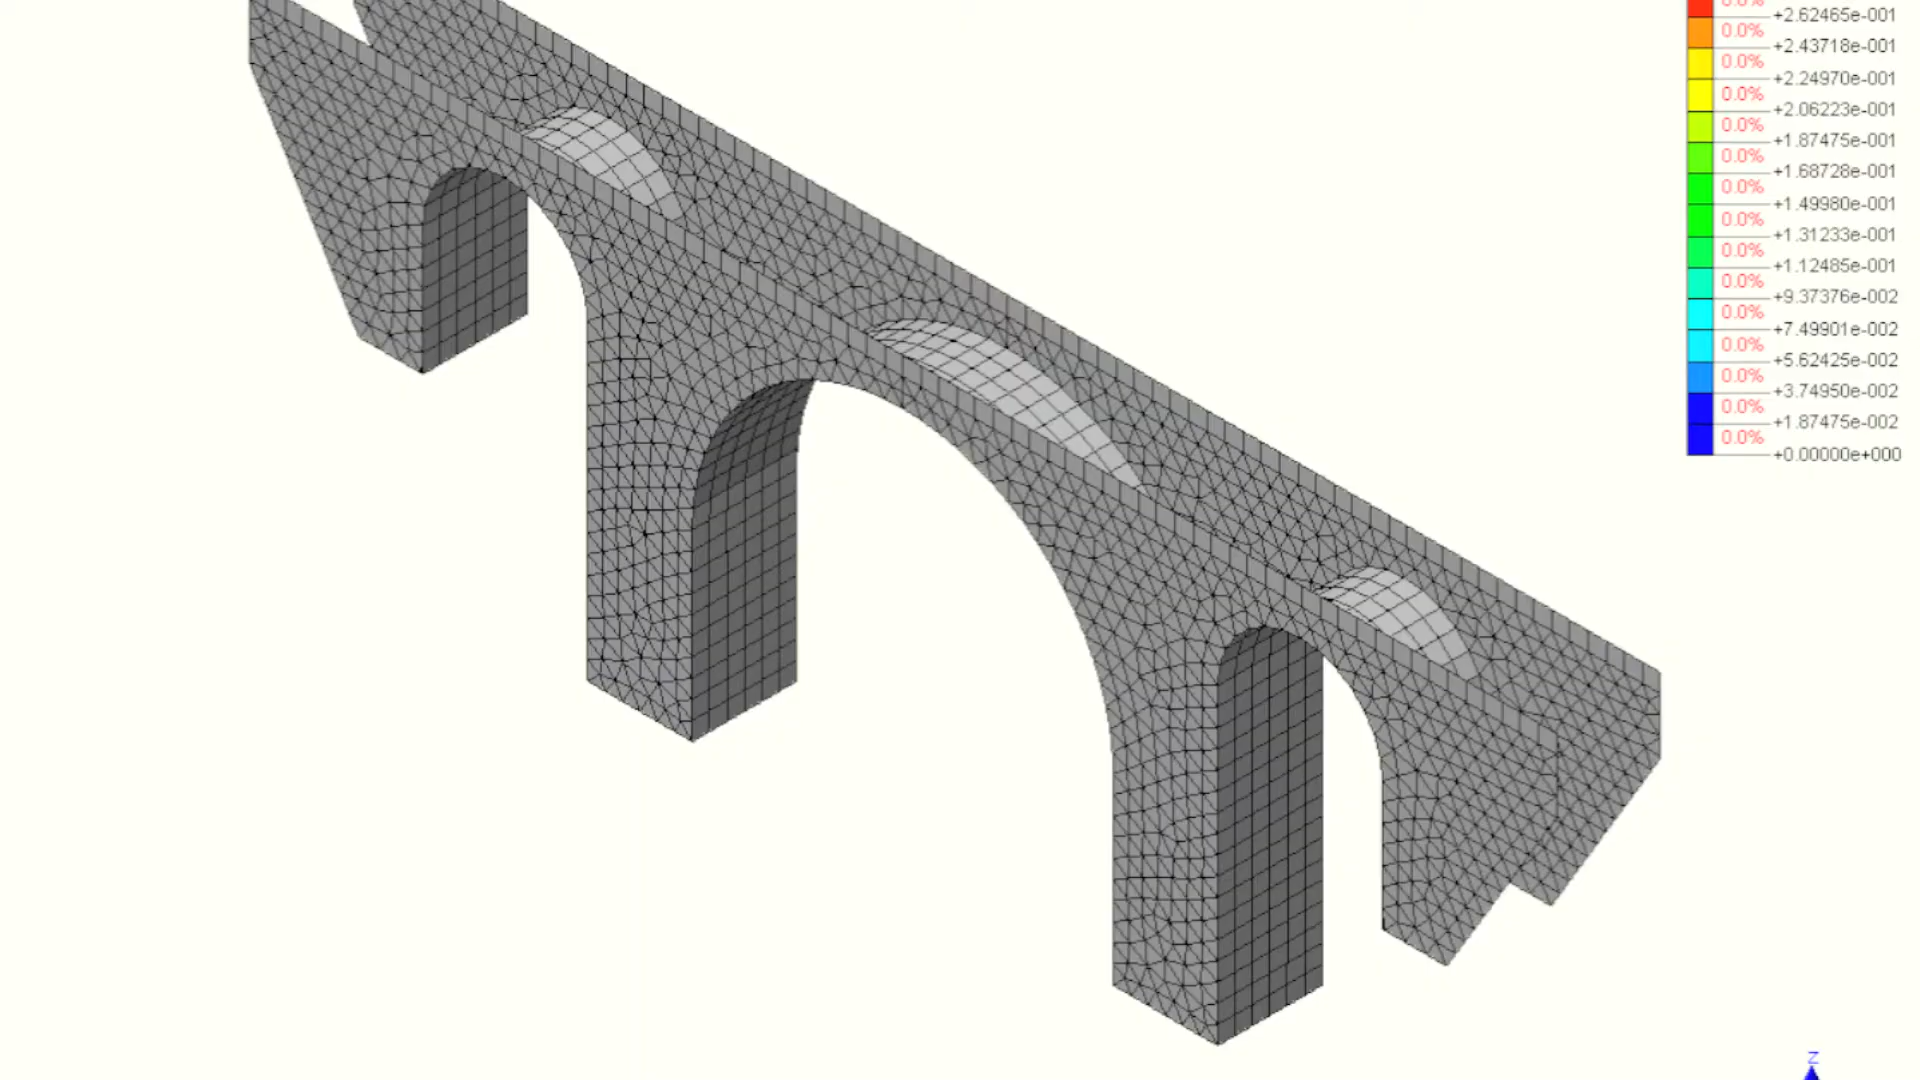 0.0%
+2.62465e-001
0.0%
+2.43718e-001
0.0%
+2.24970e-001
0.0%
+2.06223e-001
0.0%
+1.87475e-001
0.0%
+1.68728e-001
0.0%
+1.49980e-001
0.0%
+1.31233e-001
0.0%
+1.12485e-001
0.0%
+9.37376e-002
0.0%
+7.49901e-002
0.0%
+5.62425e-002
0.0%
+3.74950e-002
0.0%
+1.87475e-002
0.0%
+0.00000e+000
Z